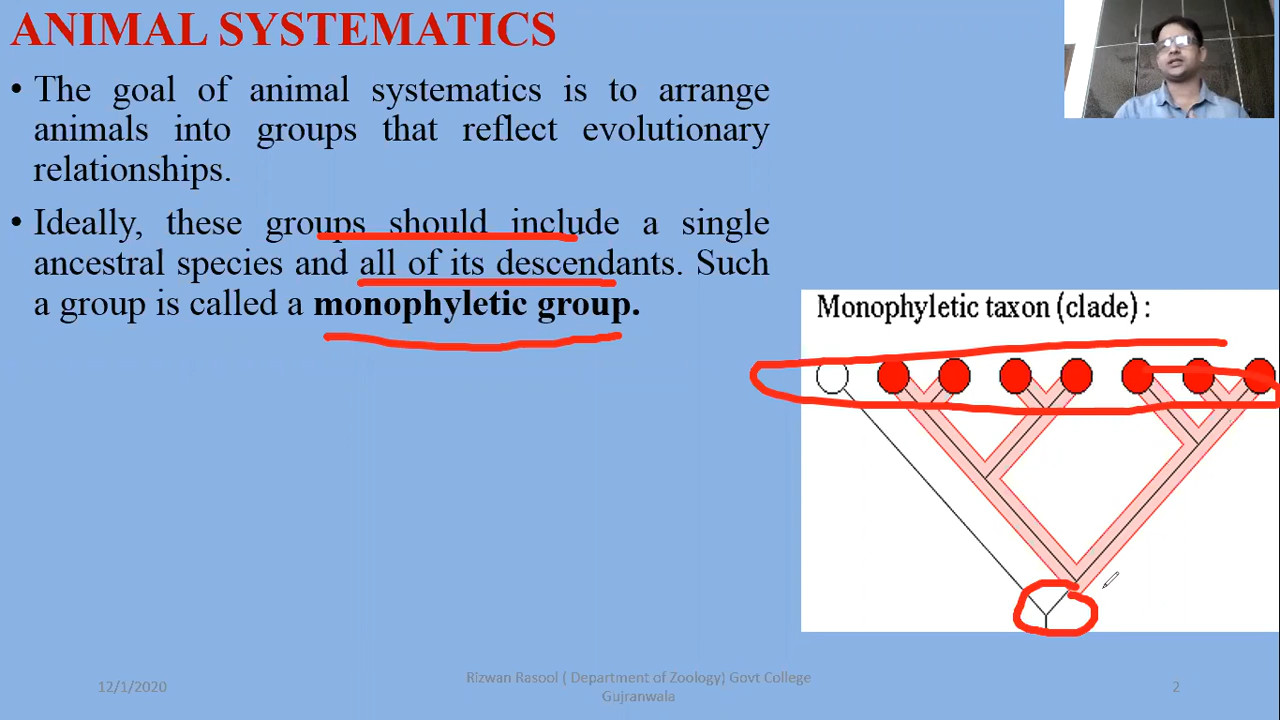 ANIMAL SYSTEMATICS
• The goal of animal systematics is to arrange
animals into groups that reflect evolutionary
relationships.
• Ideally, these groups should include a single
ancestral species and all of its descendants. Such
a group is called a monophyletic group.
Monophyletic taxon (clade) :
12/1/2020
Rizwan Rasool ( Department of Zoology) Govt College
Gujranwala
2